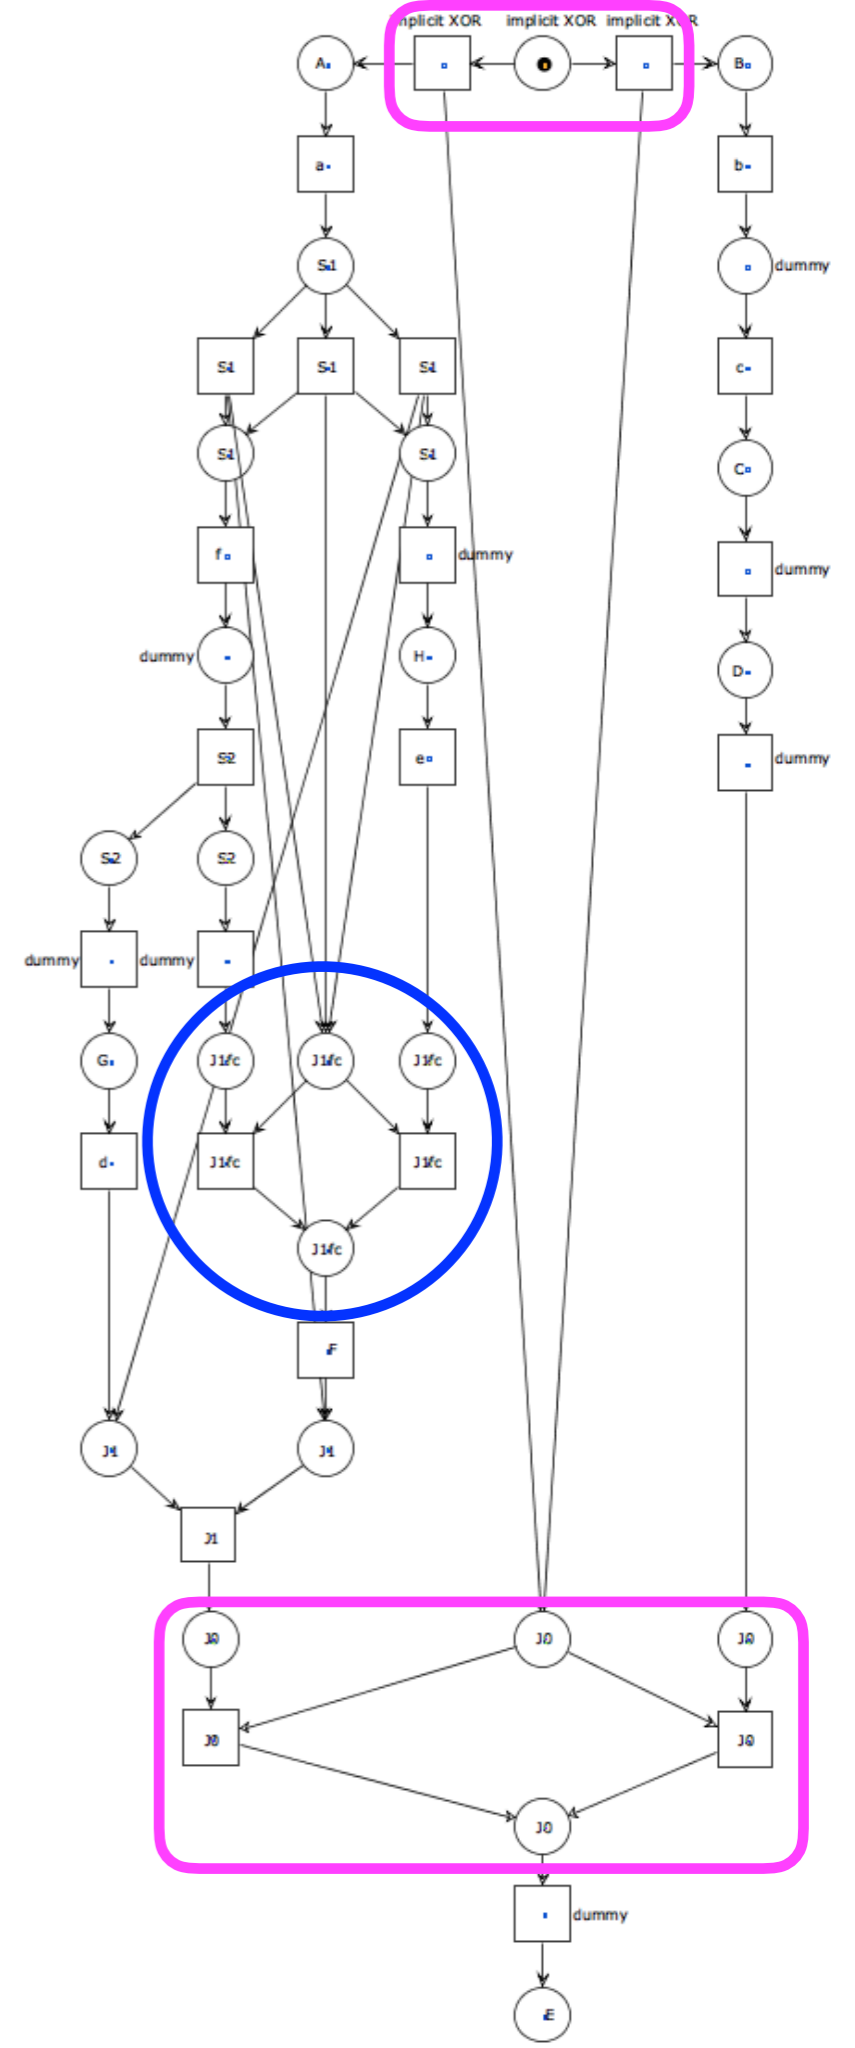 implicit XOR implicit XOR implicit XOR
A B
a b
S1 dummy
S1 S1 S1 c
S1 S1 C
f dummy dummy
dummy H D
S2 e dummy
S2 S2
dummy dummy
G J1fc J1fc J1fc
d J1fc J1fc
J1fc
F
J1 J1
J1
J0 J0 J0
J0 J0
J0
dummy
E